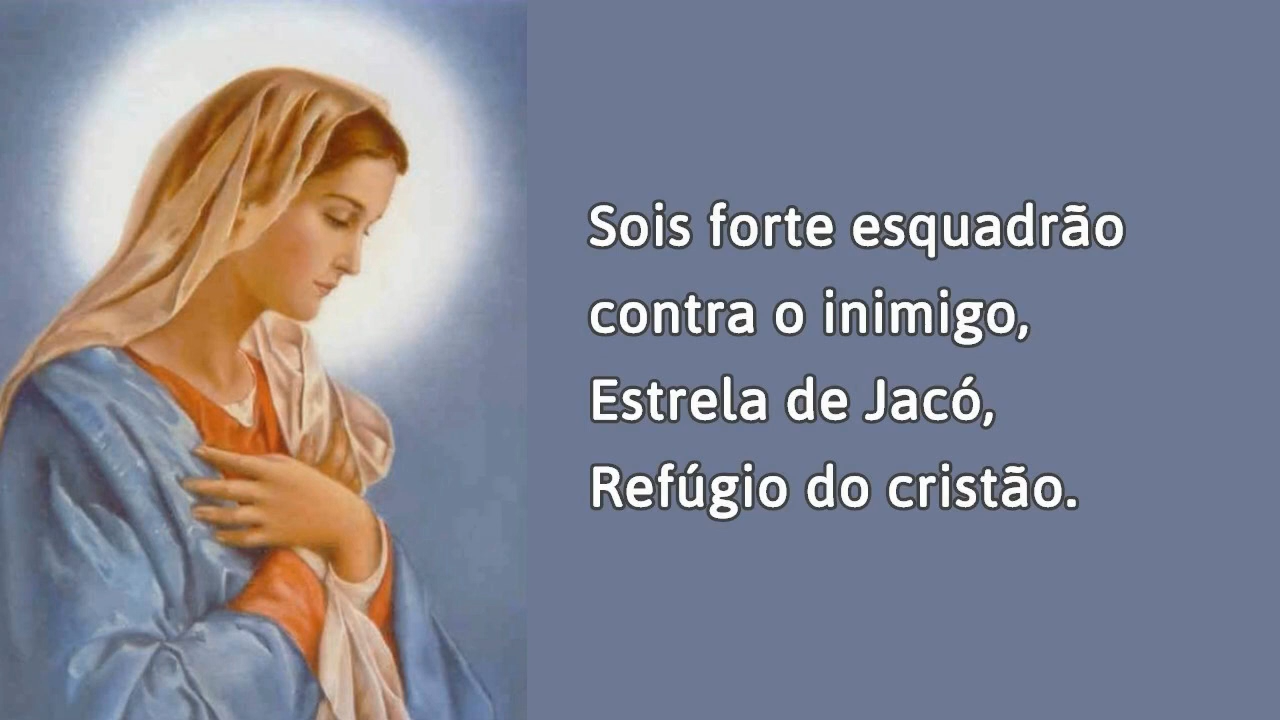 Sois forte esquadrão
contra o inimigo,
Estrela de Jacó,
Refúgio do cristão.